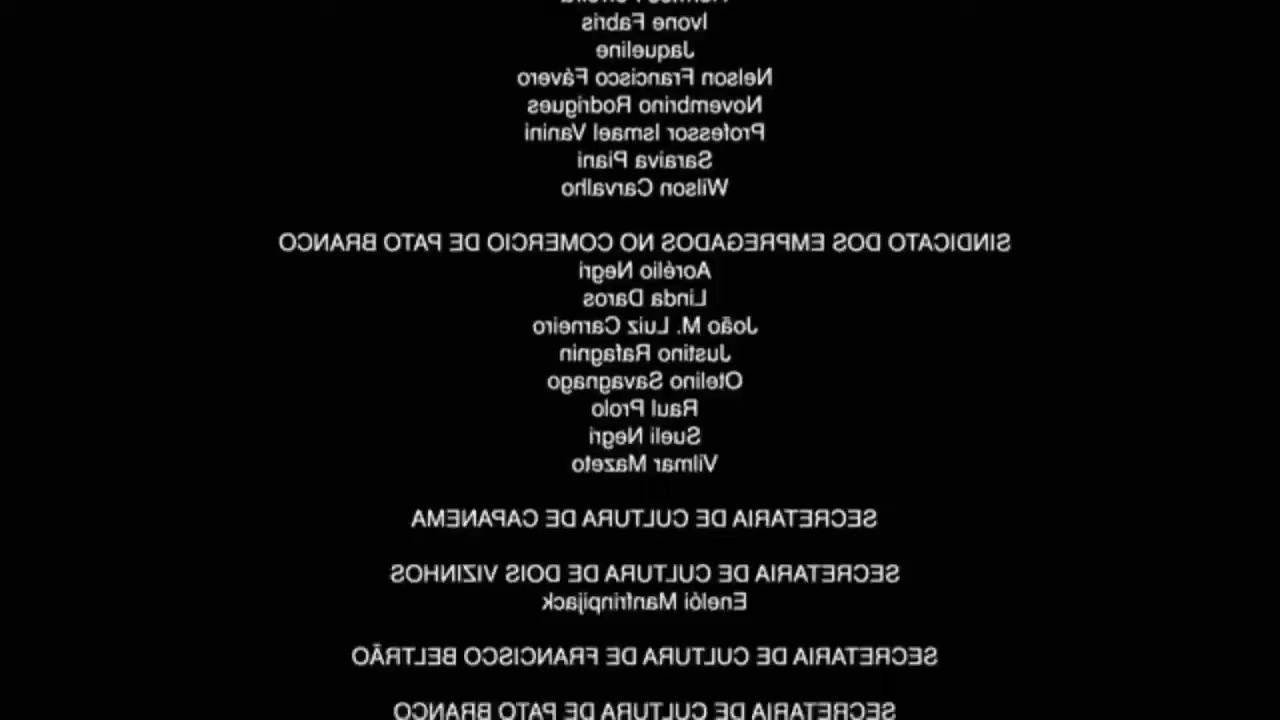 Ivone Fabris
Jaqueline
Nelson Francisco Fávero
Novembrino Rodrigues
Professor Ismael Vanini
Saraiva Piani
Wilson Carvalho
SINDICATO DOS EMPREGADOS NO COMERCIO DE PATO BRANCO
Aorélio Negri
Linda Daros
João M. Luiz Carneiro
Justino Rafagnin
Otelino Savagnago
Raul Prolo
Sueli Negri
Vilmar Mazeto
SECRETARIA DE CULTURA DE CAPANEMA
SECRETARIA DE CULTURA DE DOIS VIZINHOS
Enelói Manfrinpijack
SECRETARIA DE CULTURA DE FRANCISCO BELTRÃO
SECRETARIA DE CULTURA DE PATO BRANCO